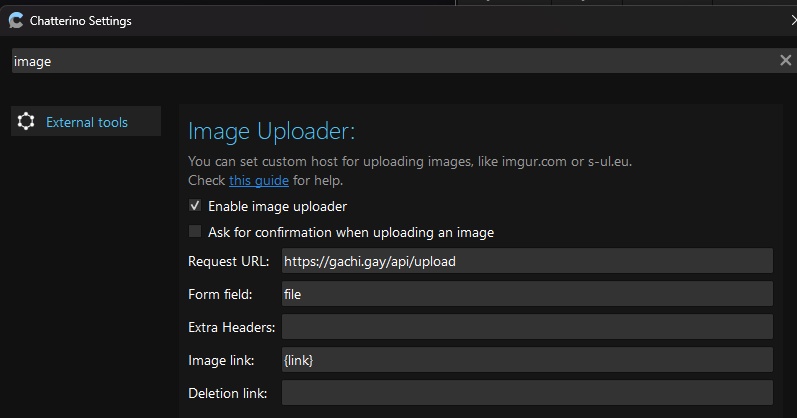 Chatterino Settings
image
External tools
Image Uploader:
You can set custom host for uploading images, like imgur.com or s-ul.eu.
Check this guide for help.
Enable image uploader
Ask for confirmation when uploading an image
Request URL: https://gachi.gay/api/upload
Form field: file
Extra Headers:
Image link: {link}
Deletion link: